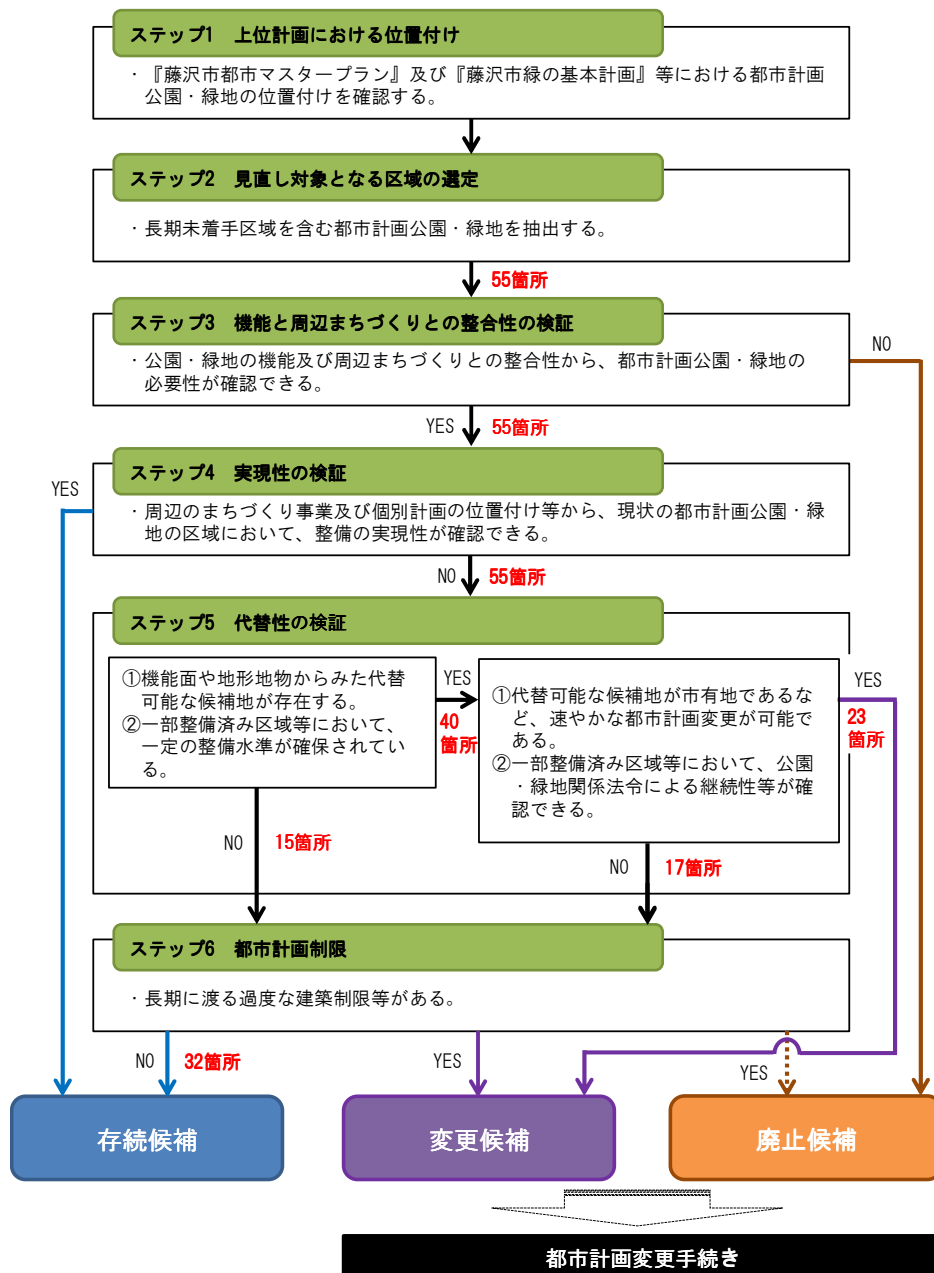 ステップ1 上位計画における位置付け
・『藤沢市都市マスタープラン』及び『藤沢市緑の基本計画』等における都市計画
公園・緑地の位置付けを確認する。
ステップ2 見直し対象となる区域の選定
・長期未着手区域を含む都市計画公園・緑地を抽出する。
55箇所
ステップ3 機能と周辺まちづくりとの整合性の検証
・公園・緑地の機能及び周辺まちづくりとの整合性から、都市計画公園・緑地の
必要性が確認できる。
NO
YES 55箇所
ステップ4 実現性の検証
YES
・周辺のまちづくり事業及び個別計画の位置付け等から、現状の都市計画公園・緑
地の区域において、整備の実現性が確認できる。
NO 55箇所
ステップ5 代替性の検証
①機能面や地形地物からみた代替
可能な候補地が存在する。
②一部整備済み区域等において、
一定の整備水準が確保されてい
る。
YES
40
箇所
①代替可能な候補地が市有地であるな
ど、速やかな都市計画変更が可能で
ある。
②一部整備済み区域等において、公園
・緑地関係法令による継続性等が確
認できる。
YES
23
箇所
NO 15箇所
NO 17箇所
ステップ6 都市計画制限
・長期に渡る過度な建築制限等がある。
NO 32箇所
YES
YES
存続候補
変更候補
廃止候補
都市計画変更手続き